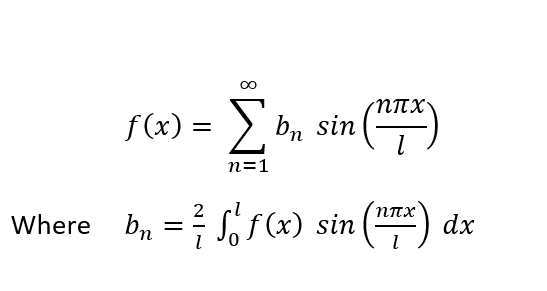 f(x) = ∑_{n=1}^{∞} b_n sin(nπx/l)
Where b_n = 2/l ∫_0^l f(x) sin(nπx/l) dx